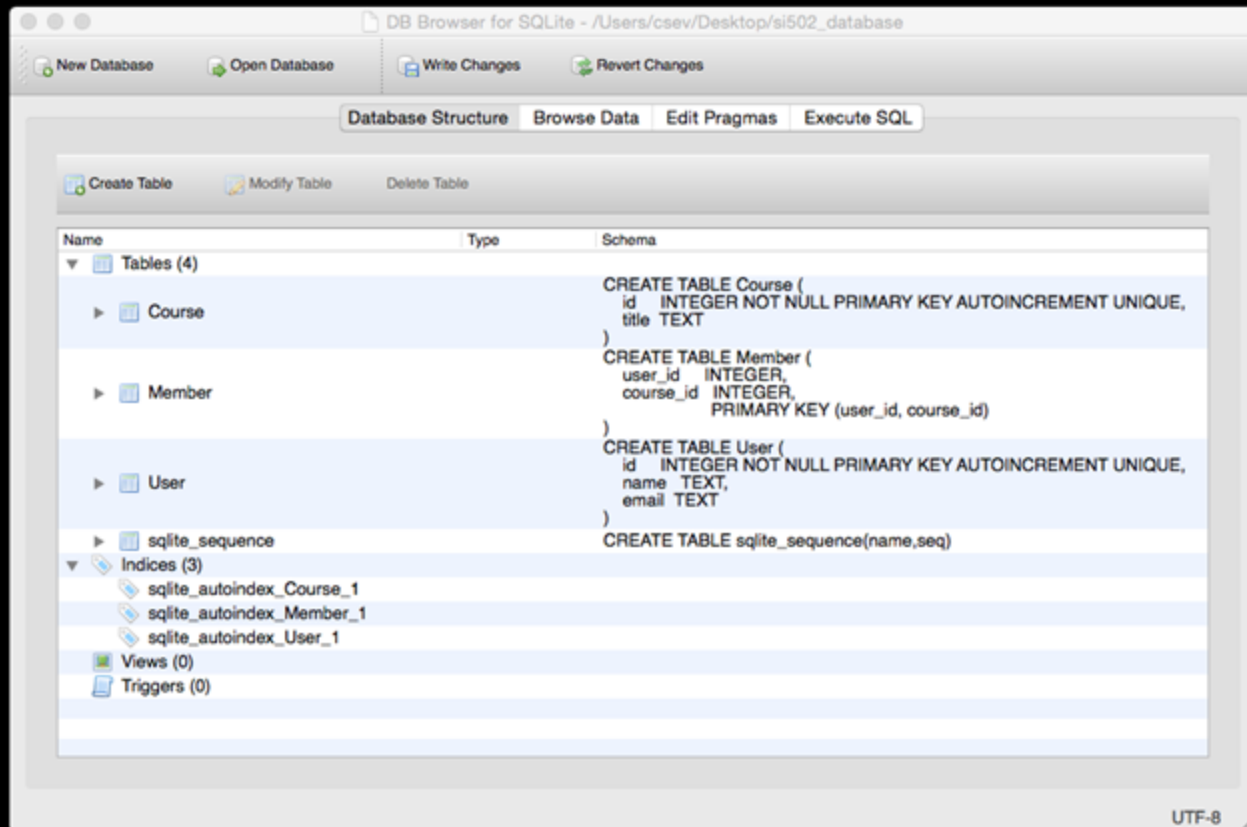 DB Browser for SQLite - /Users/csev/Desktop/si502_database
New Database Open Database Write Changes Revert Changes
Database Structure Browse Data Edit Pragmas Execute SQL
Create Table Modify Table Delete Table
Name Type Schema
Tables (4)
Course
CREATE TABLE Course (
id INTEGER NOT NULL PRIMARY KEY AUTOINCREMENT UNIQUE,
title TEXT
)
Member
CREATE TABLE Member (
user_id INTEGER,
course_id INTEGER,
PRIMARY KEY (user_id, course_id)
)
User
CREATE TABLE User (
id INTEGER NOT NULL PRIMARY KEY AUTOINCREMENT UNIQUE,
name TEXT,
email TEXT
)
sqlite_sequence CREATE TABLE sqlite_sequence(name,seq)
Indices (3)
sqlite_autoindex_Course_1
sqlite_autoindex_Member_1
sqlite_autoindex_User_1
Views (0)
Triggers (0)
UTF-8